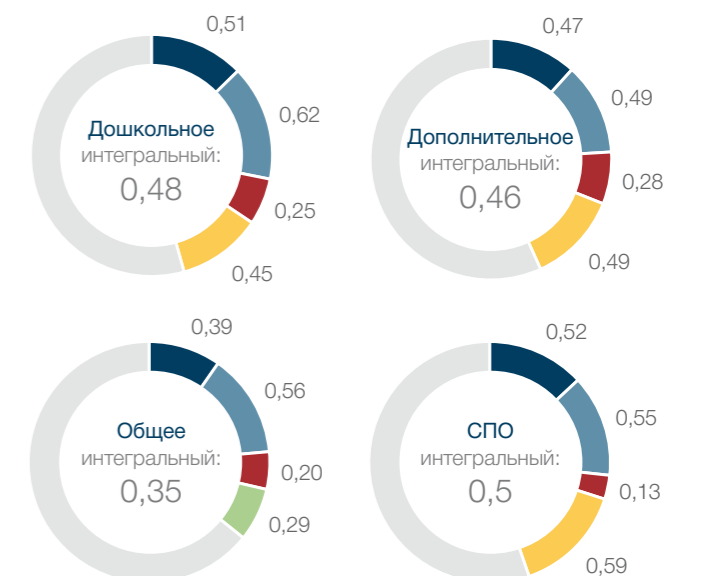 0,51
0,62
Дошкольное
интегральный:
0,48
0,25
0,45
0,47
0,49
Дополнительное
интегральный:
0,46
0,28
0,49
0,39
0,56
Общее
интегральный:
0,35
0,20
0,29
0,52
0,55
СПО
интегральный:
0,5
0,13
0,59